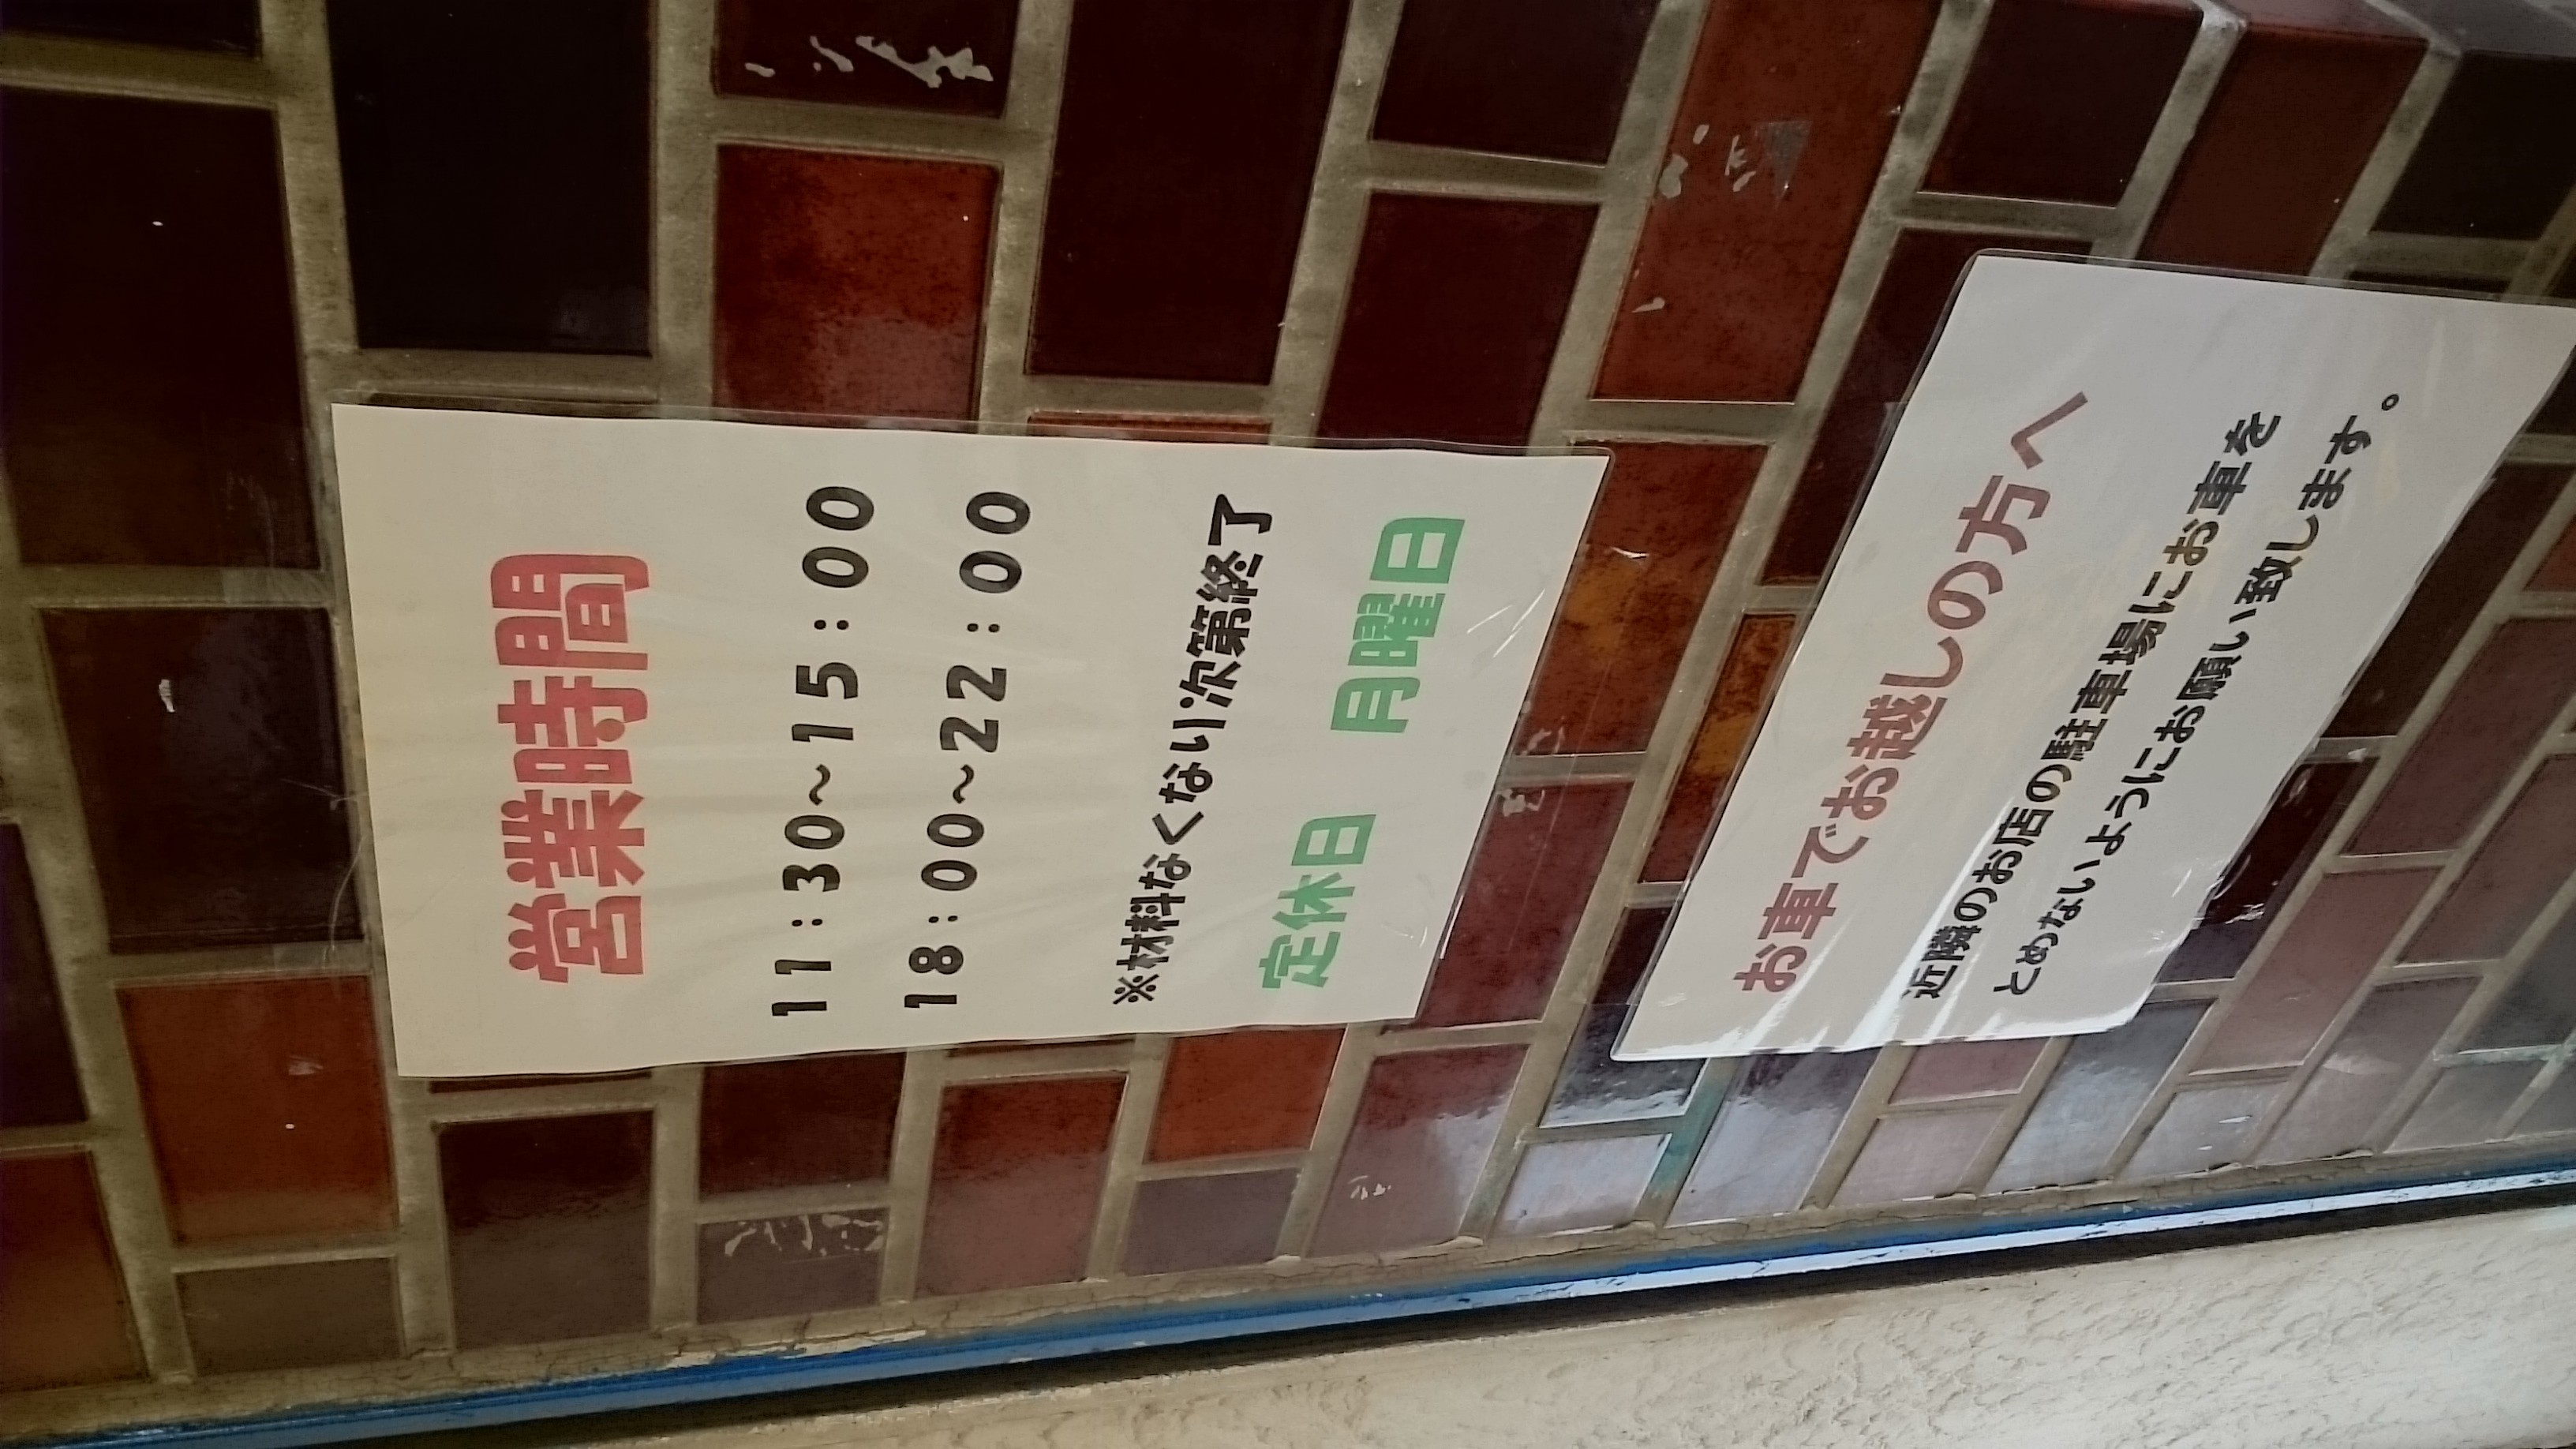 営業時間
11:30~15:00
18:00~22:00
※材料なくなり次第終了
定休日 月曜日
お車でお越しの方へ
近隣のお店の駐車場にお車を
とめないようにお願い致します。